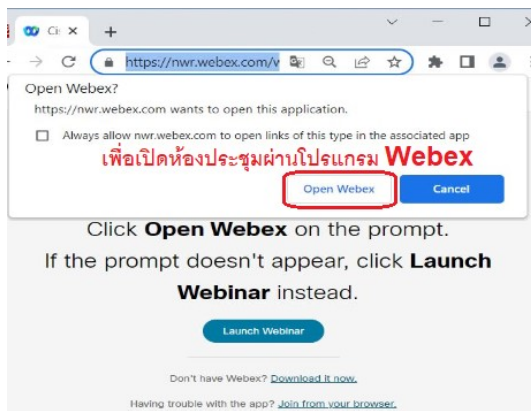 Cis
https://nwr.webex.com/v
Open Webex?
https://nwr.webex.com wants to open this application.
Always allow nwr.webex.com to open links of this type in the associated app
เพื่อเปิดห้องประชุมผ่านโปรแกรม Webex
Open Webex
Cancel
Click Open Webex on the prompt.
If the prompt doesn't appear, click Launch
Webinar instead.
Launch Webinar
Don't have Webex? Download it now.
Having trouble with the app? Join from your browser.